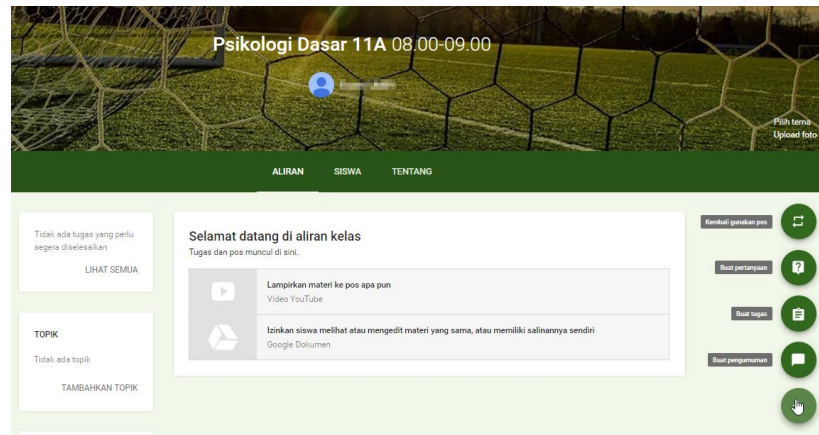 Psikologi Dasar 11A 08.00-09.00
Pilih tema
Upload foto
ALIRAN SISWA TENTANG
Tidak ada tugas yang perlu
segera diselesaikan
LIHAT SEMUA
TOPIK
Tidak ada topik
TAMBAHKAN TOPIK
Selamat datang di aliran kelas
Tugas dan pos muncul di sini.
Lampirkan materi ke pos apa pun
Video YouTube
Izinkan siswa melihat atau mengedit materi yang sama, atau memiliki salinannya sendiri
Google Dokumen
Kembali gunakan pos
Buat pertanyaan
Buat tugas
Buat pengumuman